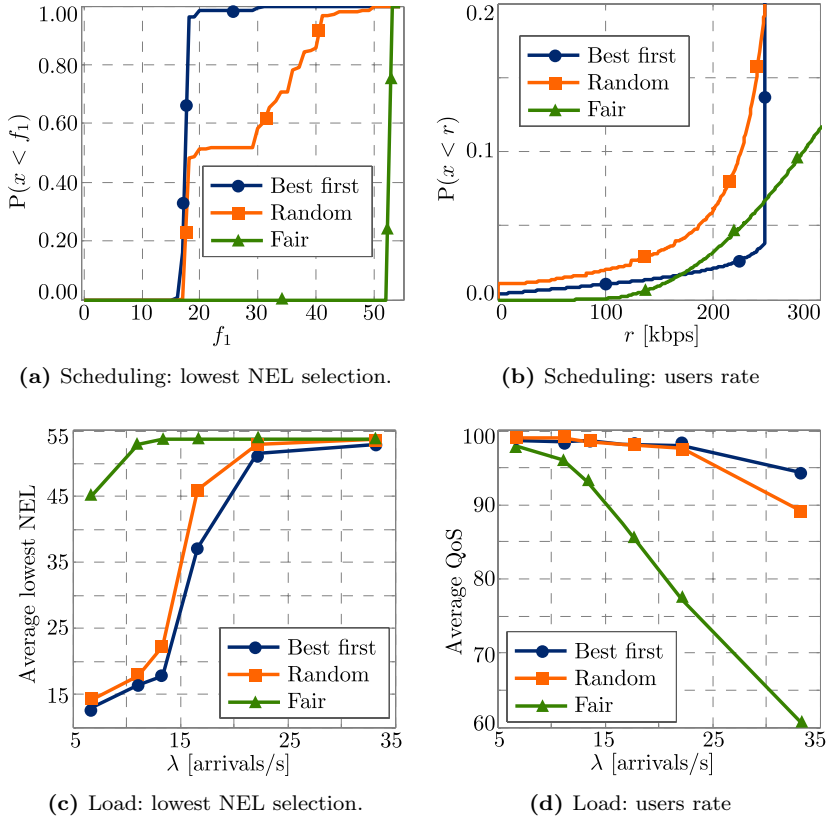 1.00
0.80
0.60
0.40
0.20
0.00
P(x < f₁)
Best first
Random
Fair
0 10 20 30 40 50
f₁
(a) Scheduling: lowest NEL selection.
0.2
0.1
0.0
P(x < r)
Best first
Random
Fair
0 100 200 300
r [kbps]
(b) Scheduling: users rate
55
45
35
25
15
Average lowest NEL
Best first
Random
Fair
5 15 25 35
λ [arrivals/s]
(c) Load: lowest NEL selection.
100
90
80
70
60
Average QoS
Best first
Random
Fair
5 15 25 35
λ [arrivals/s]
(d) Load: users rate